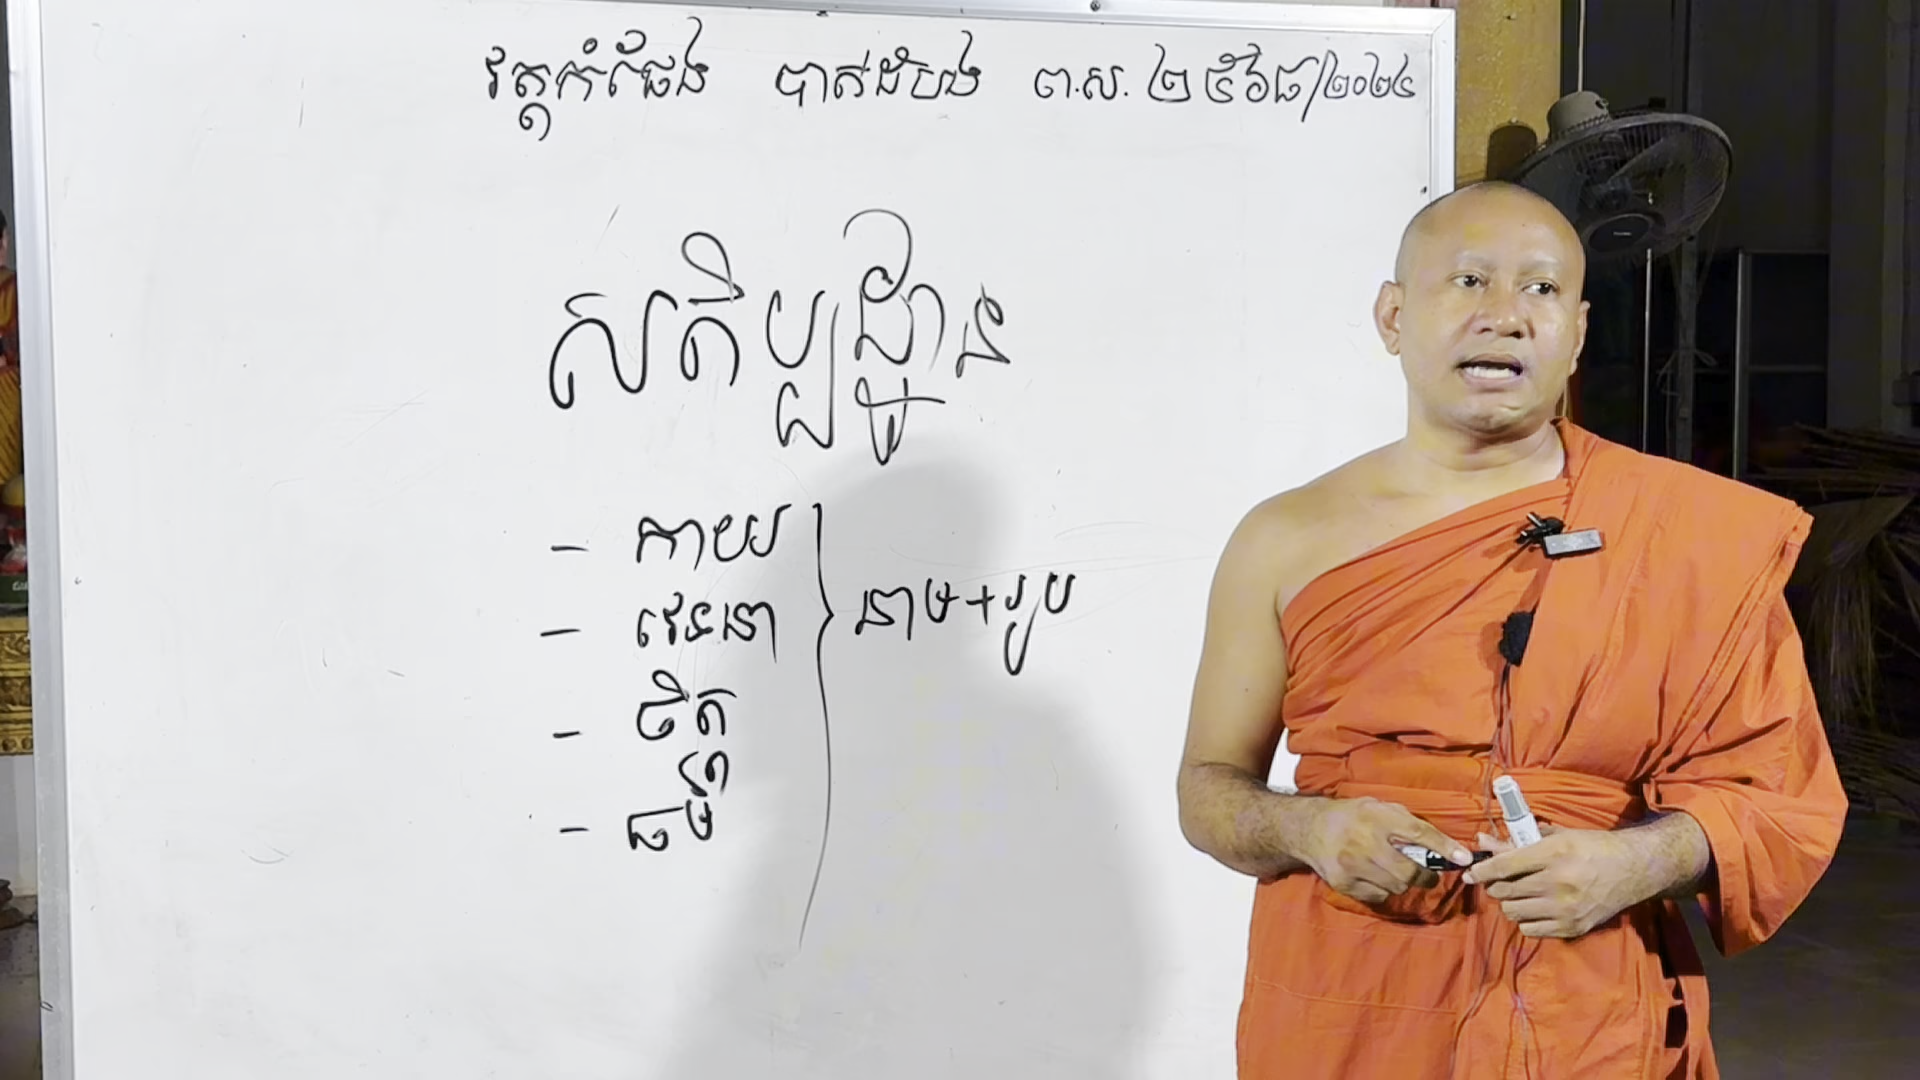 វត្តកំផែង បាត់ដំបង ព.ស. ២៥៦៨/២០២៤
សតិប្បដ្ឋាន
- កាយ
- វេទនា
- ចិត្ត
- ធម៌
នាម+រូប